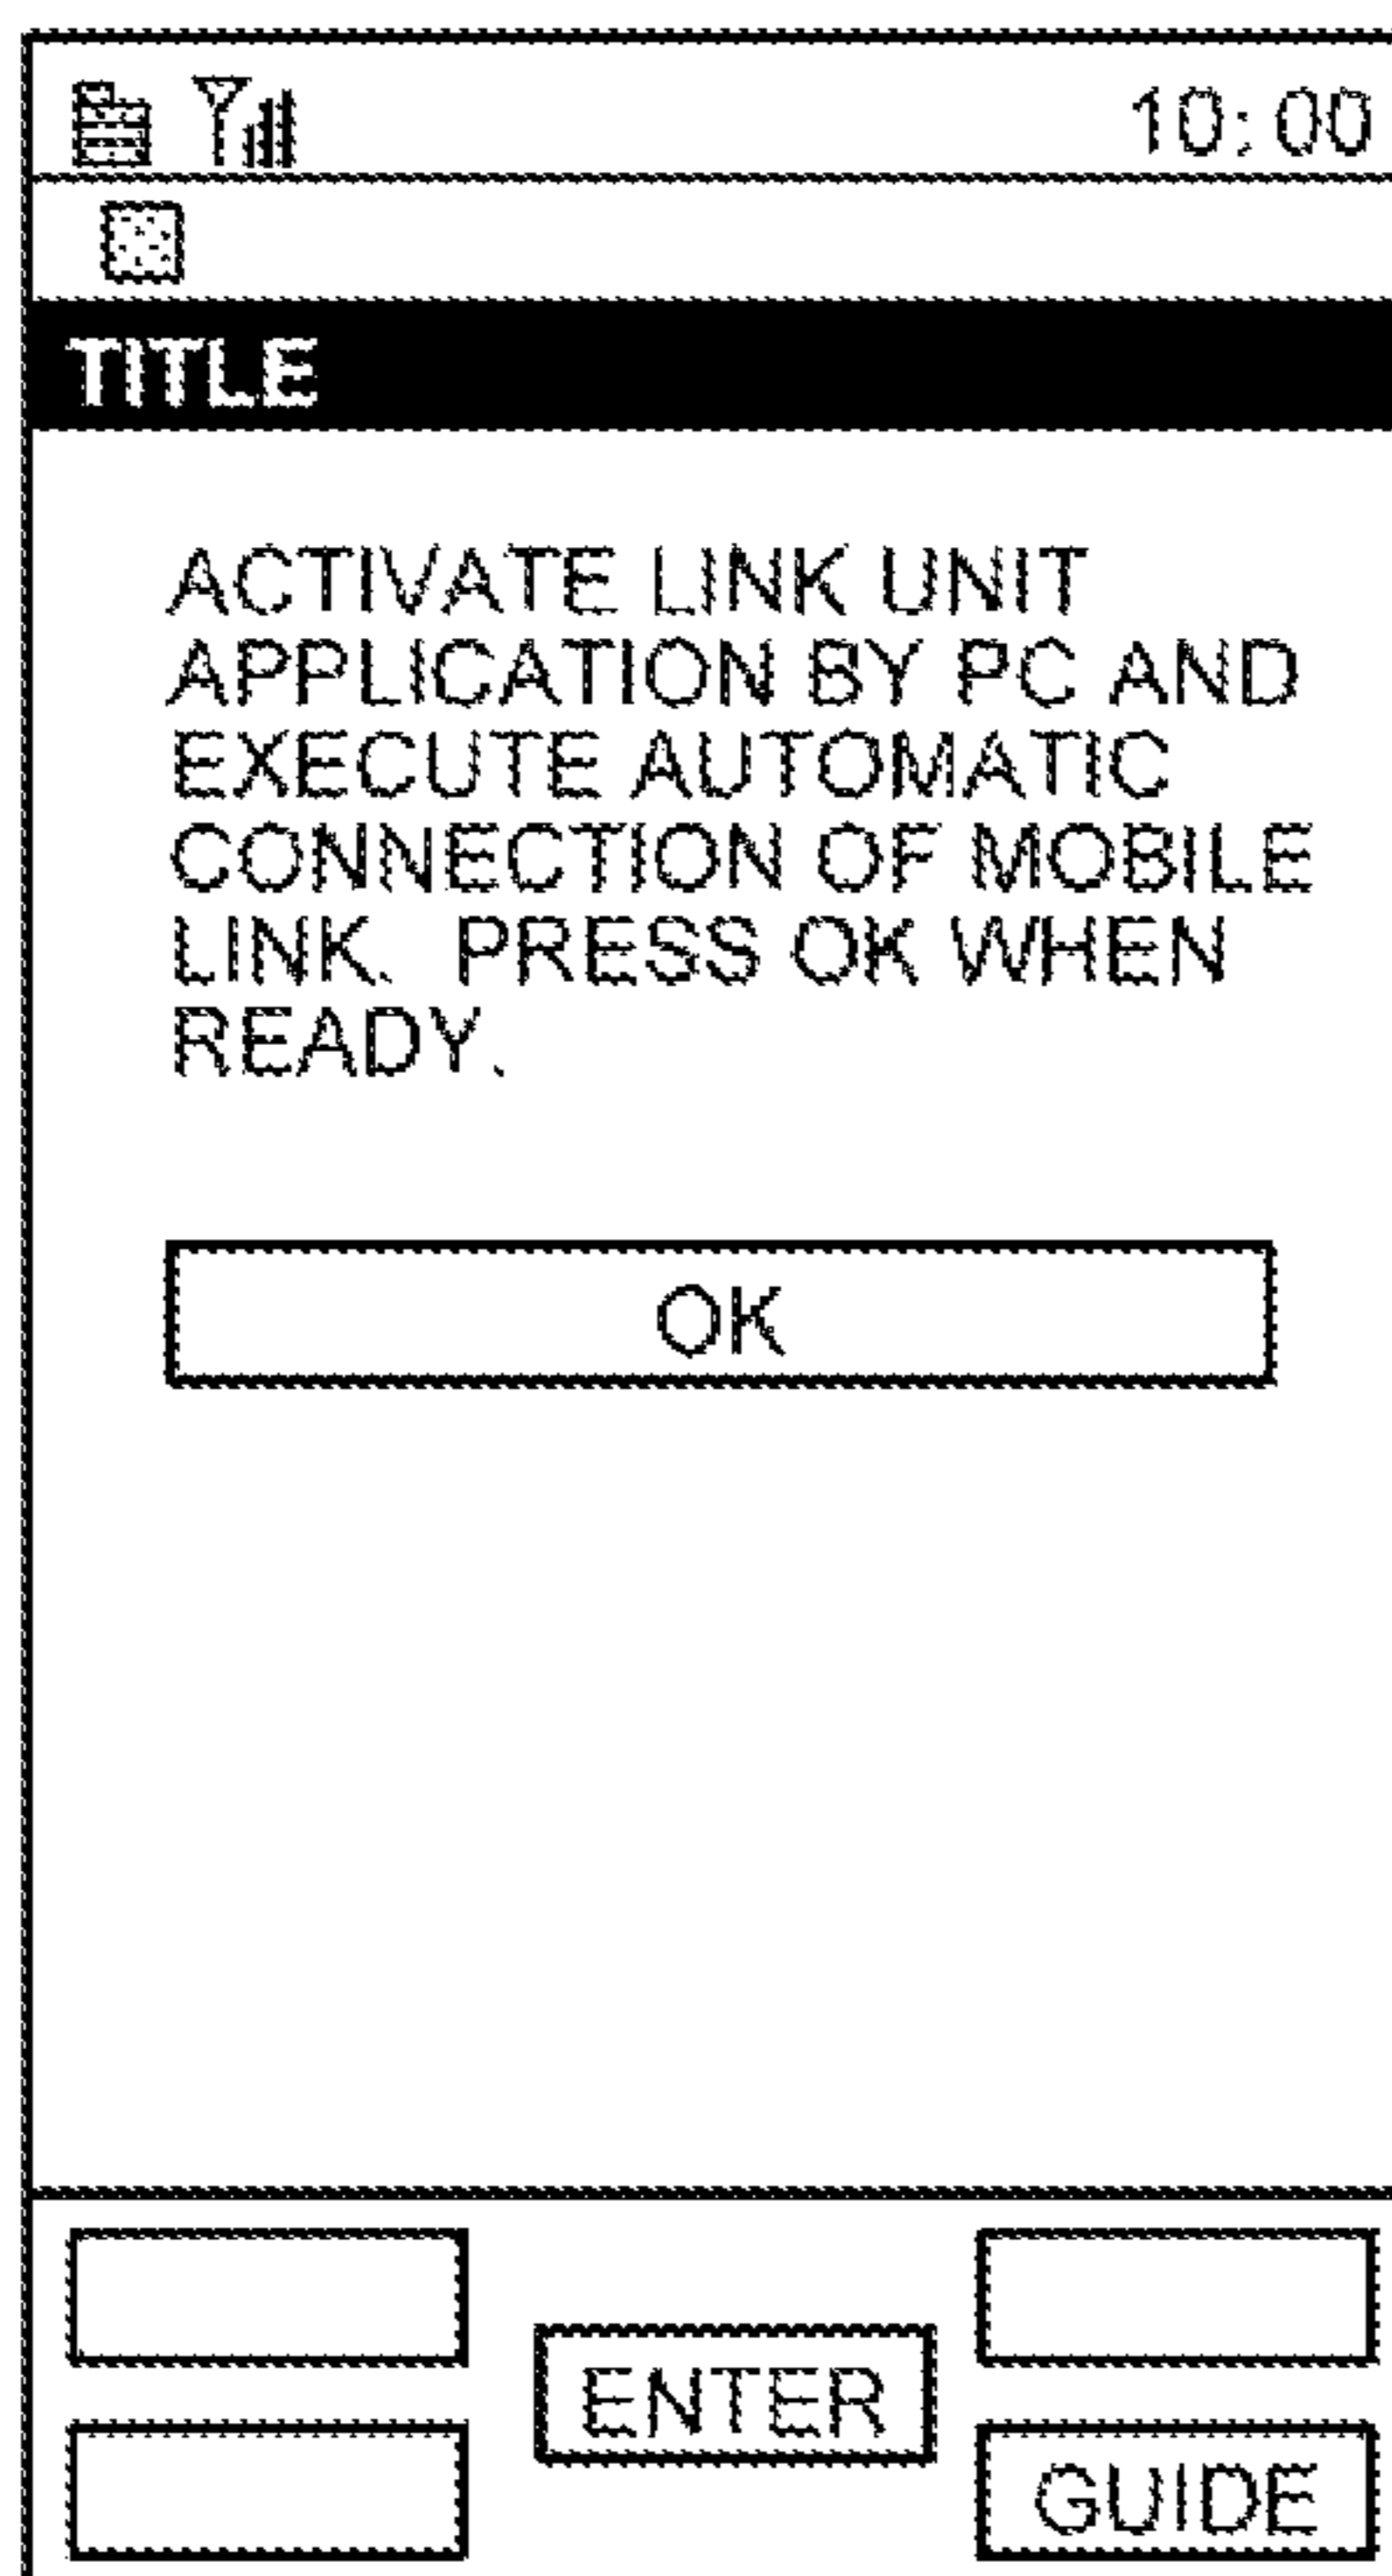 10:00
TITLE
ACTIVATE LINK UNIT
APPLICATION BY PC AND
EXECUTE AUTOMATIC
CONNECTION OF MOBILE
LINK. PRESS OK WHEN
READY.
OK
ENTER
GUIDE